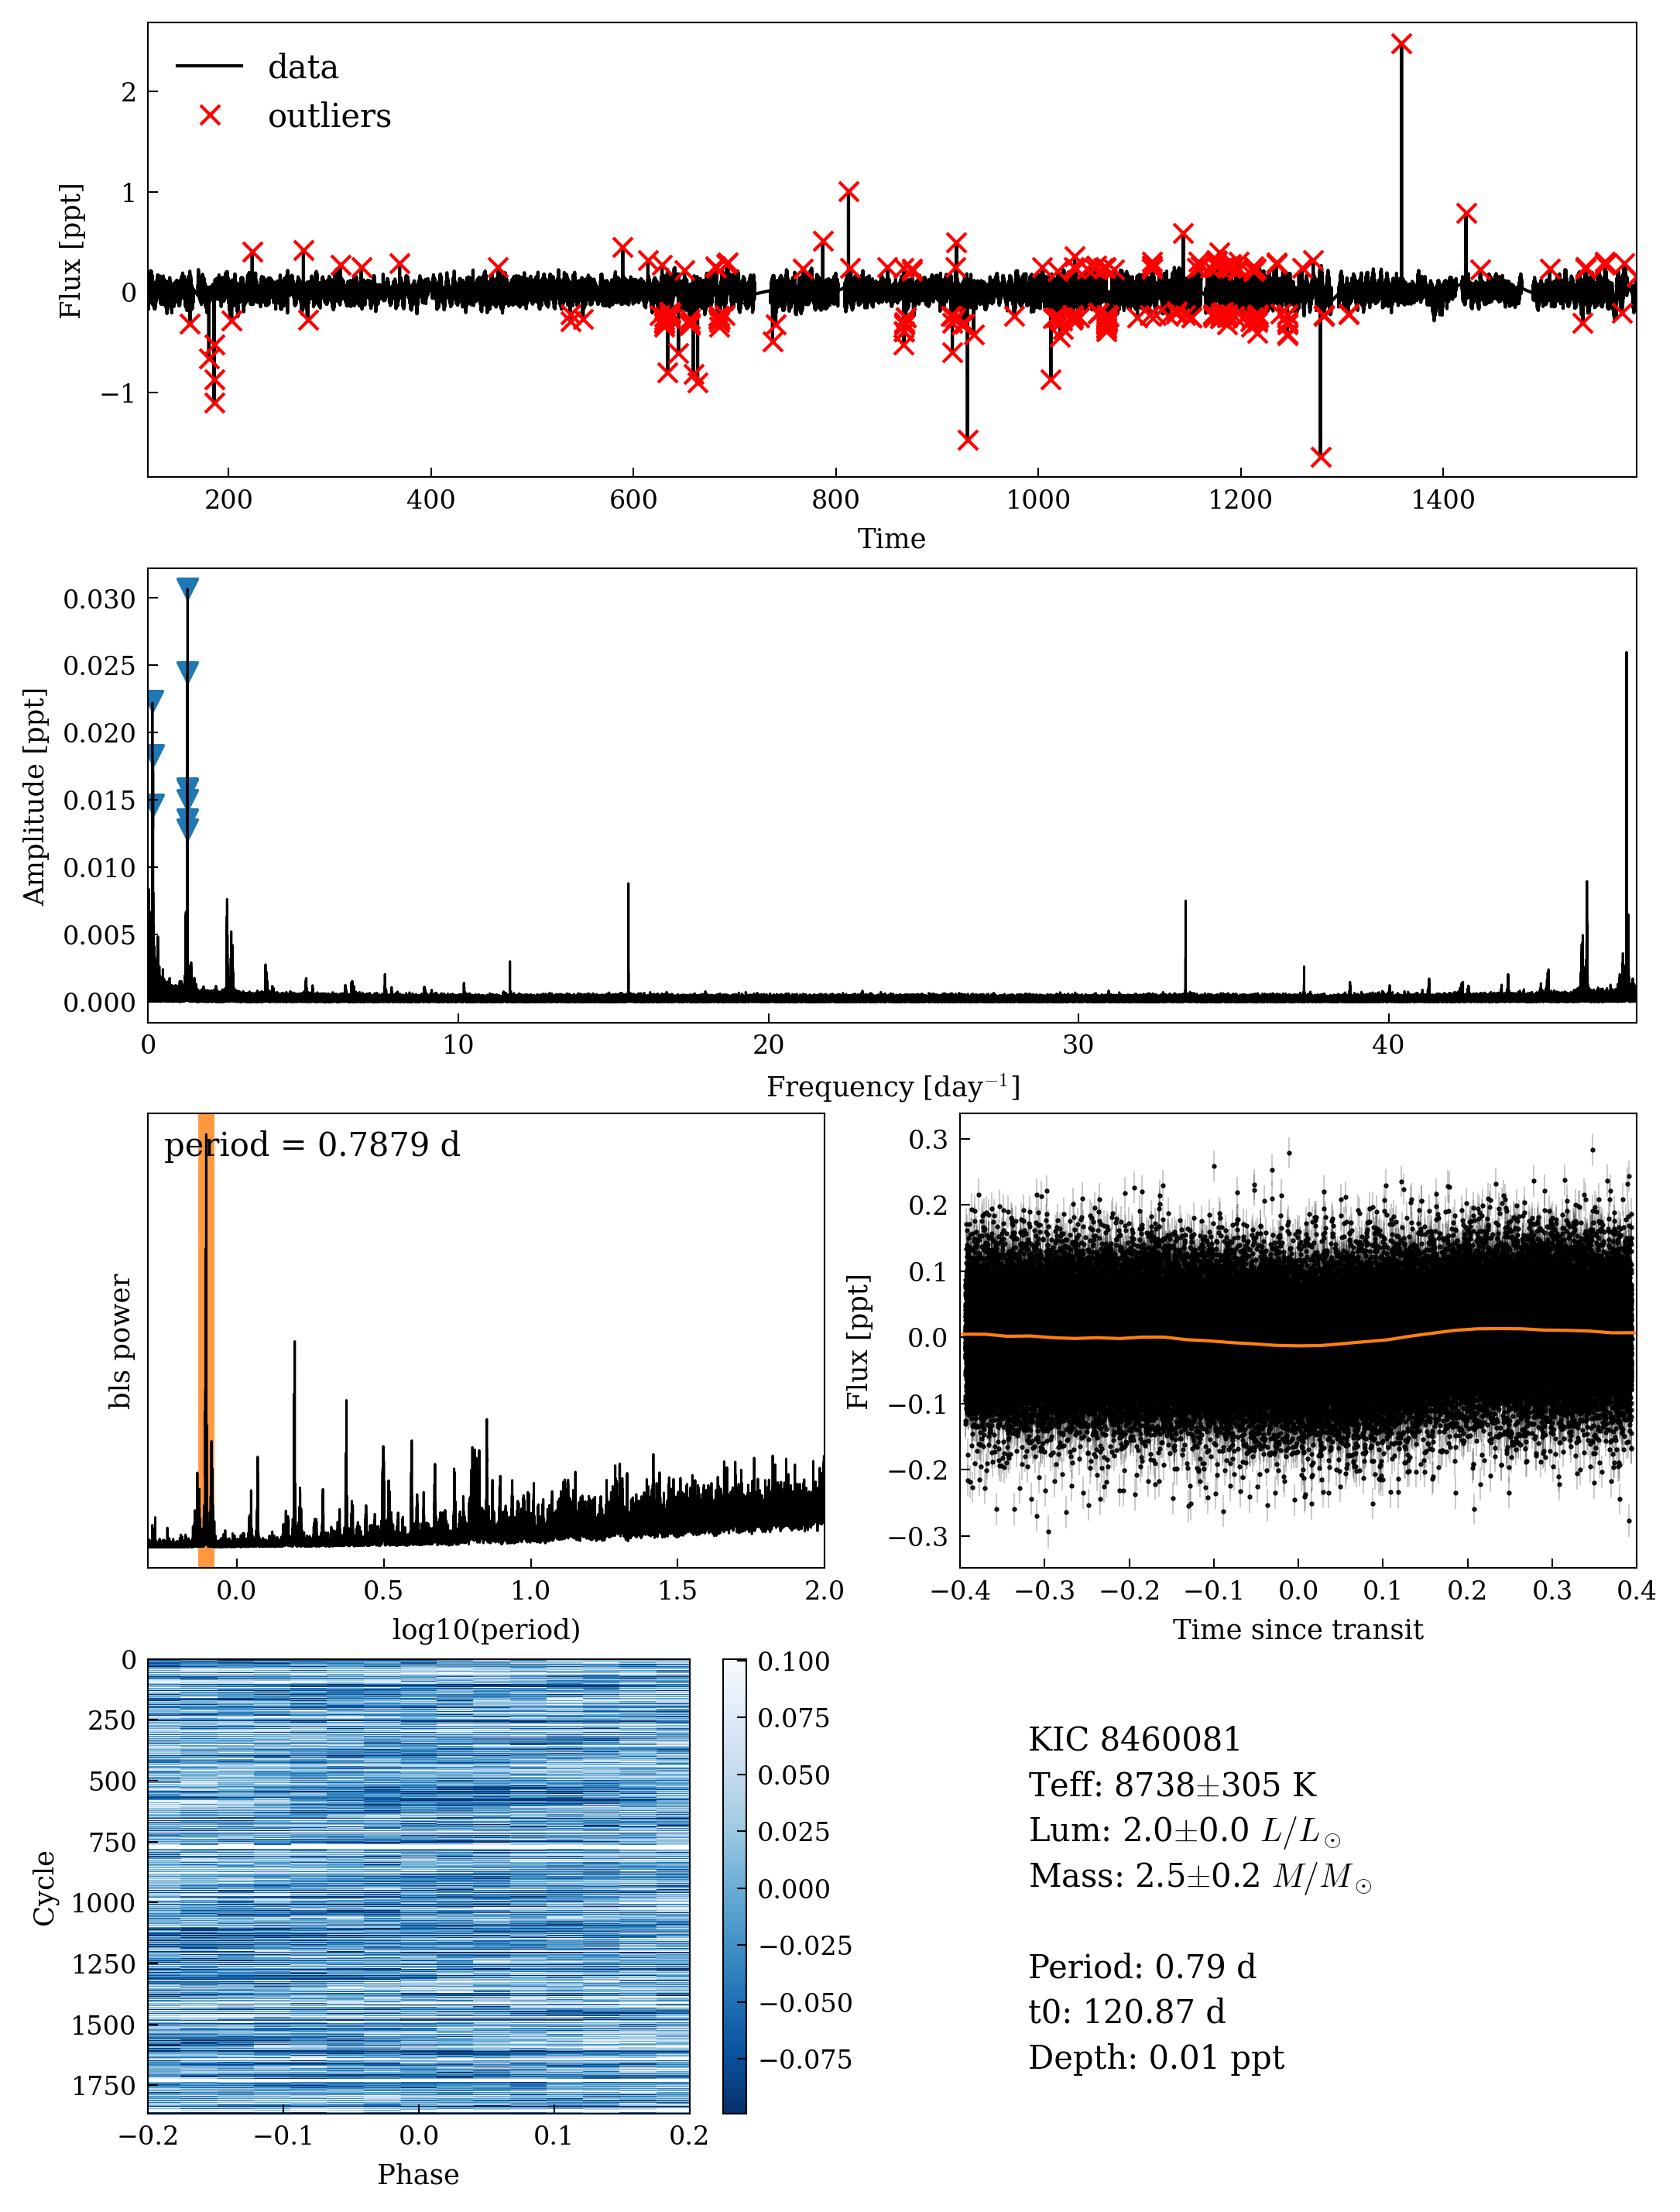 data
outliers
2
1
0
−1
Flux [ppt]
200 400 600 800 1000 1200 1400
Time
0.030
0.025
0.020
0.015
0.010
0.005
0.000
Amplitude [ppt]
0 10 20 30 40
Frequency [day⁻¹]
period = 0.7879 d
bls power
0.0 0.5 1.0 1.5 2.0
log10(period)
0.3
0.2
0.1
0.0
−0.1
−0.2
−0.3
Flux [ppt]
−0.4 −0.3 −0.2 −0.1 0.0 0.1 0.2 0.3 0.4
Time since transit
0
250
500
750
1000
1250
1500
1750
Cycle
−0.2 −0.1 0.0 0.1 0.2
Phase
0.100
0.075
0.050
0.025
0.000
−0.025
−0.050
−0.075
KIC 8460081
Teff: 8738±305 K
Lum: 2.0±0.0 L/L⊙
Mass: 2.5±0.2 M/M⊙
Period: 0.79 d
t0: 120.87 d
Depth: 0.01 ppt